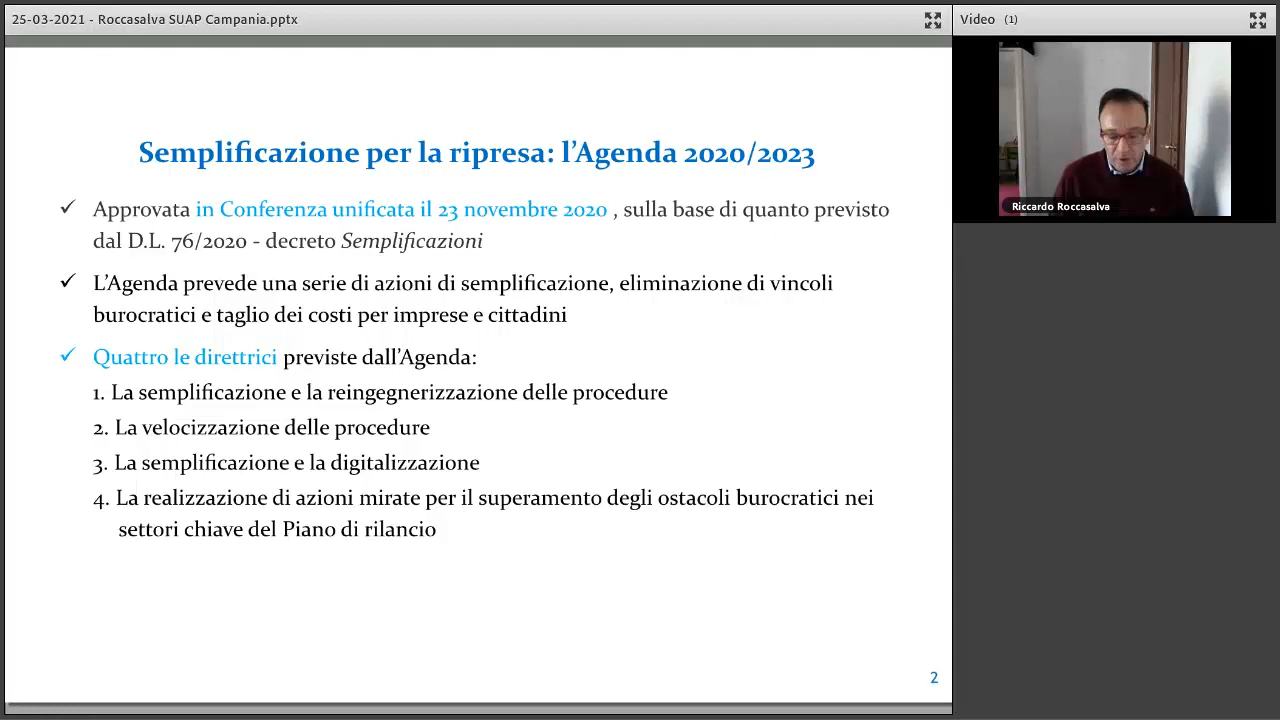 25-03-2021 - Roccasalva SUAP Campania.pptx
Video (1)
Riccardo Roccasalva
Semplificazione per la ripresa: l'Agenda 2020/2023
✓ Approvata in Conferenza unificata il 23 novembre 2020 , sulla base di quanto previsto
dal D.L. 76/2020 - decreto Semplificazioni
✓ L'Agenda prevede una serie di azioni di semplificazione, eliminazione di vincoli
burocratici e taglio dei costi per imprese e cittadini
✓ Quattro le direttrici previste dall'Agenda:
1. La semplificazione e la reingegnerizzazione delle procedure
2. La velocizzazione delle procedure
3. La semplificazione e la digitalizzazione
4. La realizzazione di azioni mirate per il superamento degli ostacoli burocratici nei
settori chiave del Piano di rilancio
2